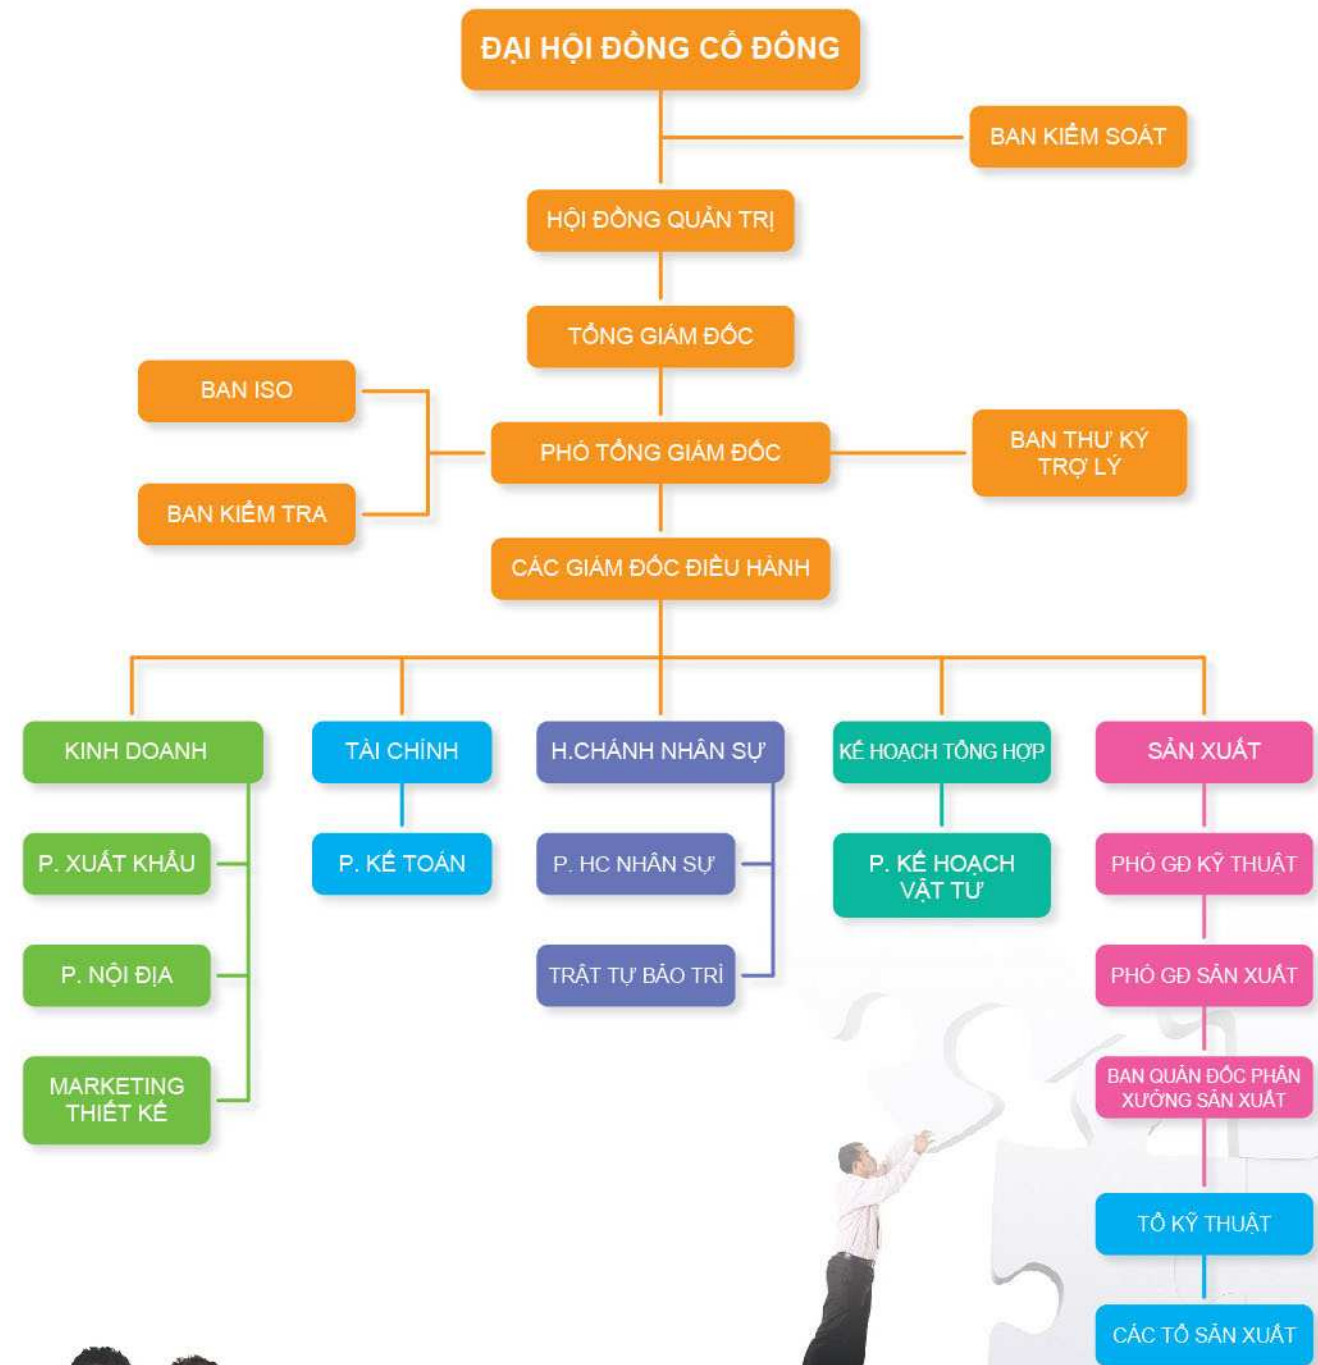 ĐẠI HỘI ĐỒNG CỔ ĐÔNG
BAN KIỂM SOÁT
HỘI ĐỒNG QUẢN TRỊ
TỔNG GIÁM ĐỐC
BAN ISO
PHÓ TỔNG GIÁM ĐỐC
BAN THƯ KÝ
TRỢ LÝ
BAN KIỂM TRA
CÁC GIÁM ĐỐC ĐIỀU HÀNH
KINH DOANH
TÀI CHÍNH
H.CHÁNH NHÂN SỰ
KẾ HOẠCH TỔNG HỢP
SẢN XUẤT
P. XUẤT KHẨU
P. KẾ TOÁN
P. HC NHÂN SỰ
P. KẾ HOẠCH
VẬT TƯ
PHÓ GĐ KỸ THUẬT
P. NỘI ĐỊA
TRẬT TỰ BẢO TRÌ
PHÓ GĐ SẢN XUẤT
MARKETING
THIẾT KẾ
BAN QUẢN ĐỐC PHÂN
XƯỞNG SẢN XUẤT
TỔ KỸ THUẬT
CÁC TỔ SẢN XUẤT